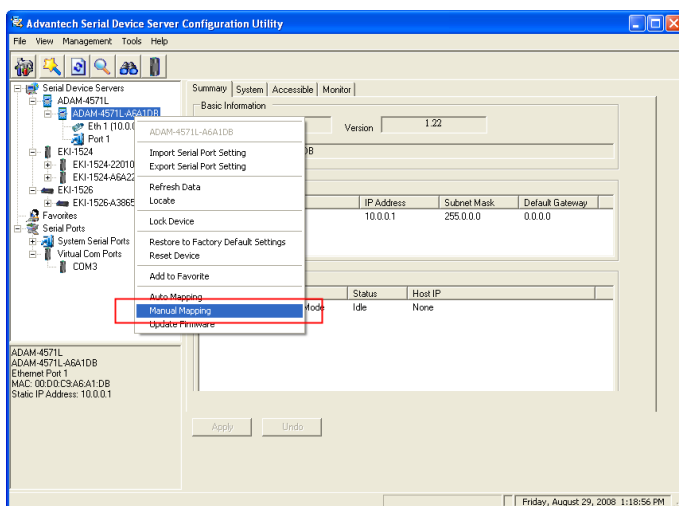 Advantech Serial Device Server Configuration Utility
File View Management Tools Help
Serial Device Servers
ADAM-4571L
ADAM-4571L-A6A1DB
Eth 1 (10.0.
Port 1
EKI-1524
EKI-1524-22010
EKI-1524-A6A22
EKI-1526
EKI-1526-A3865
Favorites
Serial Ports
System Serial Ports
Virtual Com Ports
COM3
ADAM-4571L-A6A1DB
Import Serial Port Setting
Export Serial Port Setting
Refresh Data
Locate
Lock Device
Restore to Factory Default Settings
Reset Device
Add to Favorite
Auto Mapping
Manual Mapping
Update Firmware
Summary System Accessible Monitor
Basic Information
Version 1.22
DB
IP Address Subnet Mask Default Gateway
10.0.0.1 255.0.0.0 0.0.0.0
Status Host IP
Mode Idle None
Apply Undo
ADAM-4571L
ADAM-4571L-A6A1DB
Ethernet Port 1
MAC: 00:D0:C9:A6:A1:DB
Static IP Address: 10.0.0.1
Friday, August 29, 2008 1:18:56 PM